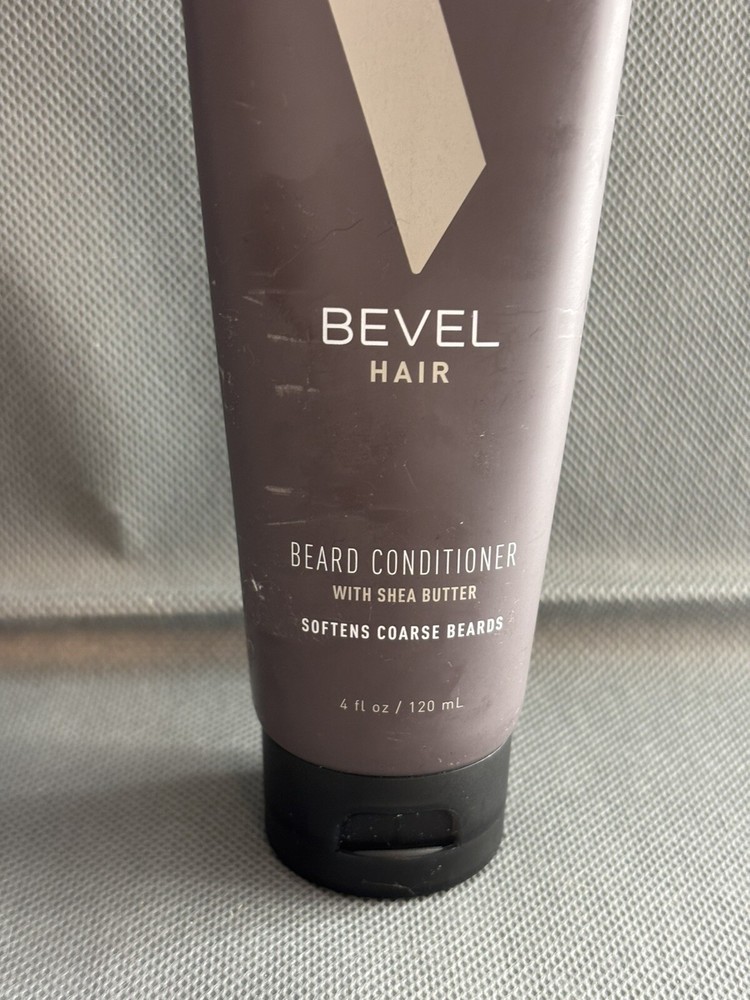 BEVEL
HAIR
BEARD CONDITIONER
WITH SHEA BUTTER
SOFTENS COARSE BEARDS
4 fl oz / 120 mL